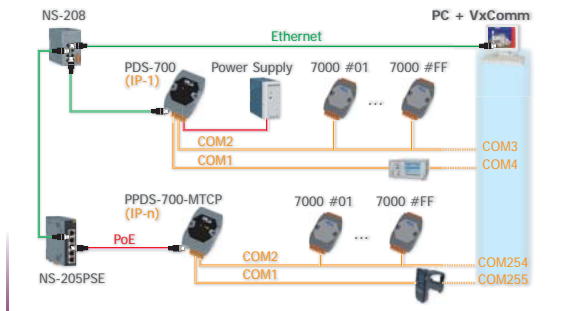 NS-208
PC + VxComm
Ethernet
PDS-700
(IP-1)
Power Supply
7000 #01
7000 #FF
...
COM2
COM3
COM1
COM4
PPDS-700-MTCP
(IP-n)
7000 #01
7000 #FF
...
PoE
COM2
COM254
COM1
COM255
NS-205PSE